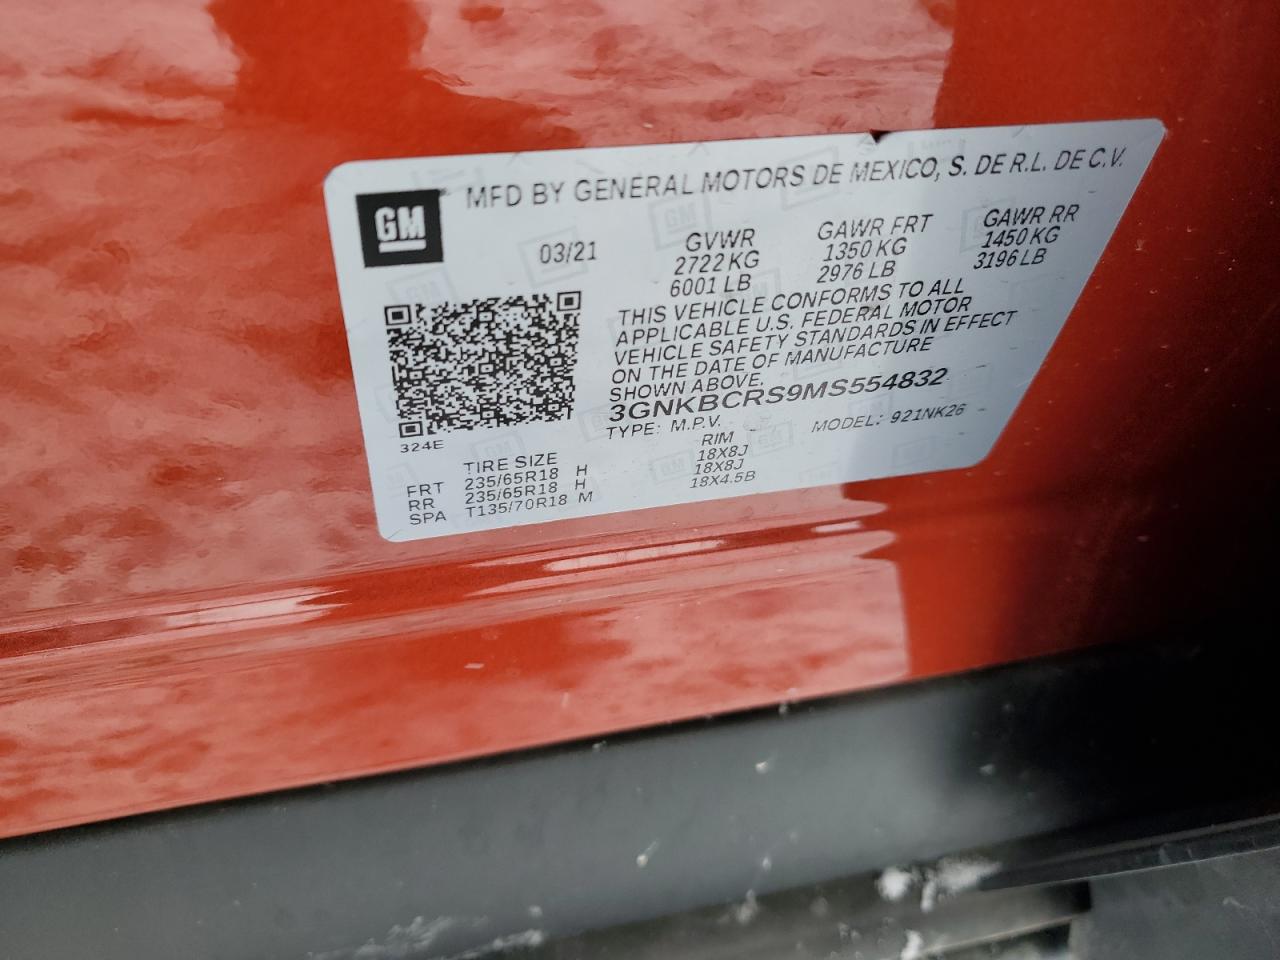 GM
MFD BY GENERAL MOTORS DE MEXICO, S. DE R.L. DE C.V.
03/21
GVWR GAWR FRT GAWR RR
2722 KG 1350 KG 1450 KG
6001 LB 2976 LB 3196 LB
THIS VEHICLE CONFORMS TO ALL
APPLICABLE U.S. FEDERAL MOTOR
VEHICLE SAFETY STANDARDS IN EFFECT
ON THE DATE OF MANUFACTURE
SHOWN ABOVE.
3GNKBCRS9MS554832
TYPE: M.P.V. MODEL: 921NK26
324E
TIRE SIZE RIM
FRT 235/65R18 H 18X8J
RR 235/65R18 H 18X8J
SPA T135/70R18 M 18X4.5B